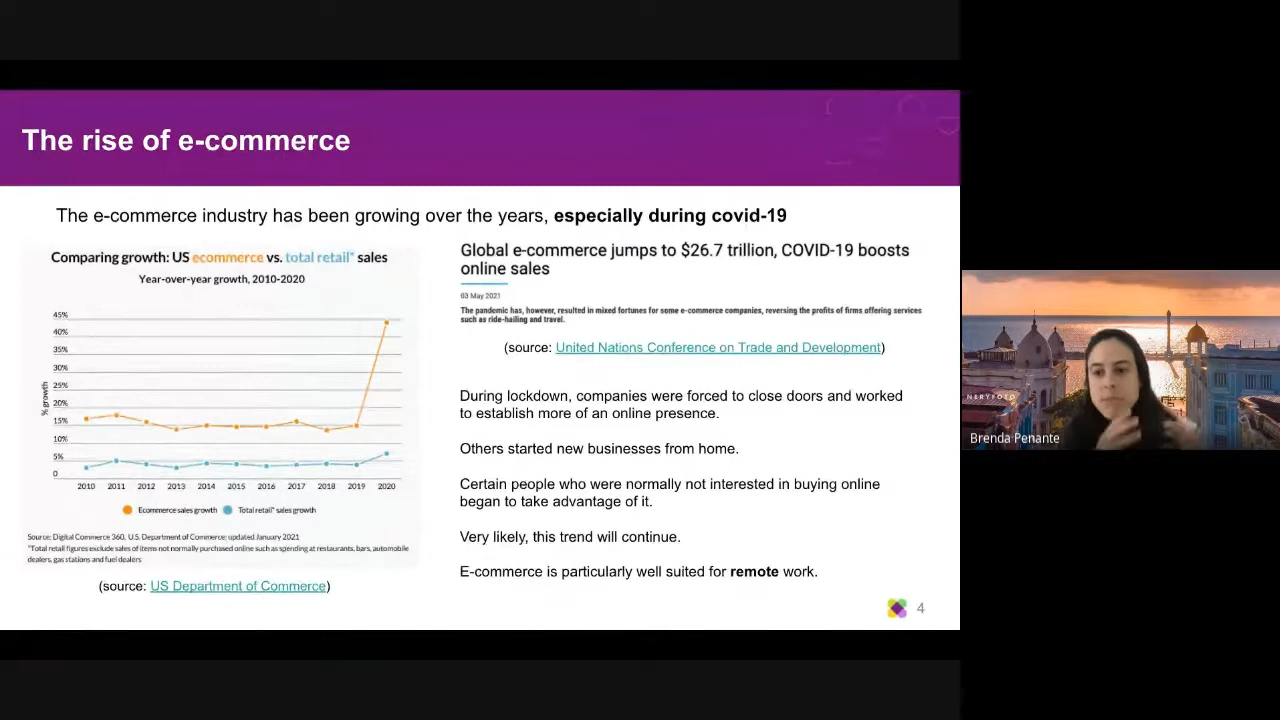 The rise of e-commerce
The e-commerce industry has been growing over the years, especially during covid-19
Comparing growth: US ecommerce vs. total retail* sales
Year-over-year growth, 2010-2020
45%
40%
35%
30%
25%
20%
15%
10%
5%
0
% growth
2010 2011 2012 2013 2014 2015 2016 2017 2018 2019 2020
Ecommerce sales growth Total retail* sales growth
Source: Digital Commerce 360, U.S. Department of Commerce; updated January 2021
*Total retail figures exclude sales of items not normally purchased online such as spending at restaurants, bars, automobile
dealers, gas stations and fuel dealers
(source: US Department of Commerce)
Global e-commerce jumps to $26.7 trillion, COVID-19 boosts
online sales
03 May 2021
The pandemic has, however, resulted in mixed fortunes for some e-commerce companies, reversing the profits of firms offering services
such as ride-hailing and travel.
(source: United Nations Conference on Trade and Development)
During lockdown, companies were forced to close doors and worked
to establish more of an online presence.
Others started new businesses from home.
Certain people who were normally not interested in buying online
began to take advantage of it.
Very likely, this trend will continue.
E-commerce is particularly well suited for remote work.
4
NERYFOTO
Brenda Penante